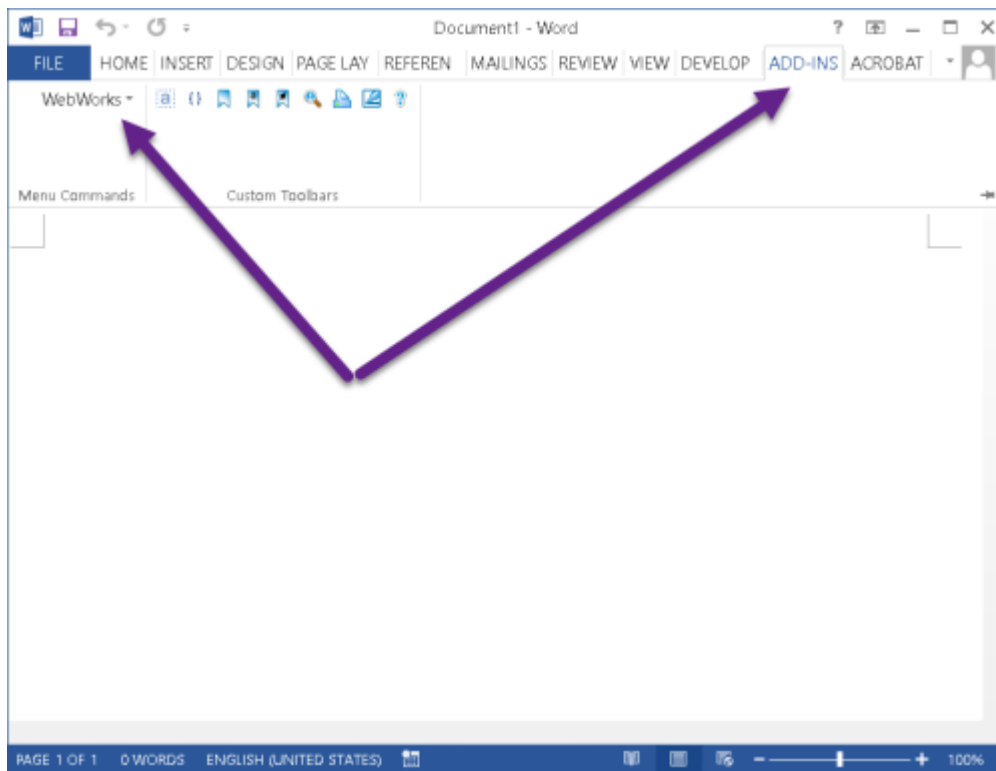 Document1 - Word
?
FILE HOME INSERT DESIGN PAGE LAY REFEREN MAILINGS REVIEW VIEW DEVELOP ADD-INS ACROBAT
WebWorks a {} ?
Menu Commands Custom Toolbars
PAGE 1 OF 1 0 WORDS ENGLISH (UNITED STATES) 100%